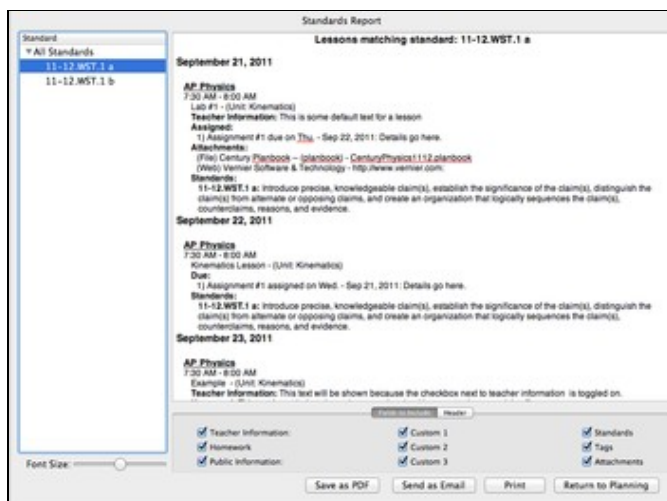 Standards Report
Standard
All Standards
11-12.WST.1 a
11-12.WST.1 b
Lessons matching standard: 11-12.WST.1 a
September 21, 2011
AP Physics
7:30 AM - 8:00 AM
Lab #1 - (Unit: Kinematics)
Teacher Information: This is some default text for a lesson
Assigned:
1) Assignment #1 due on Thu. - Sep 22, 2011: Details go here.
Attachments:
(File) Century Planbook -- (planbook) - CenturyPhysics1112.planbook
(Web) Vernier Software & Technology - http://www.vernier.com:
Standards:
11-12.WST.1 a: Introduce precise, knowledgeable claim(s), establish the significance of the claim(s), distinguish the
claim(s) from alternate or opposing claims, and create an organization that logically sequences the claim(s),
counterclaims, reasons, and evidence.
September 22, 2011
AP Physics
7:30 AM - 8:00 AM
Kinematics Lesson - (Unit: Kinematics)
Due:
1) Assignment #1 assigned on Wed. - Sep 21, 2011: Details go here.
Standards:
11-12.WST.1 a: Introduce precise, knowledgeable claim(s), establish the significance of the claim(s), distinguish the
claim(s) from alternate or opposing claims, and create an organization that logically sequences the claim(s),
counterclaims, reasons, and evidence.
September 23, 2011
AP Physics
7:30 AM - 8:00 AM
Example - (Unit: Kinematics)
Teacher Information: This text will be shown because the checkbox next to teacher information is toggled on.
Fields to Include Header
Teacher Information: Custom 1 Standards
Homework Custom 2 Tags
Public Information: Custom 3 Attachments
Font Size:
Save as PDF Send as Email Print Return to Planning